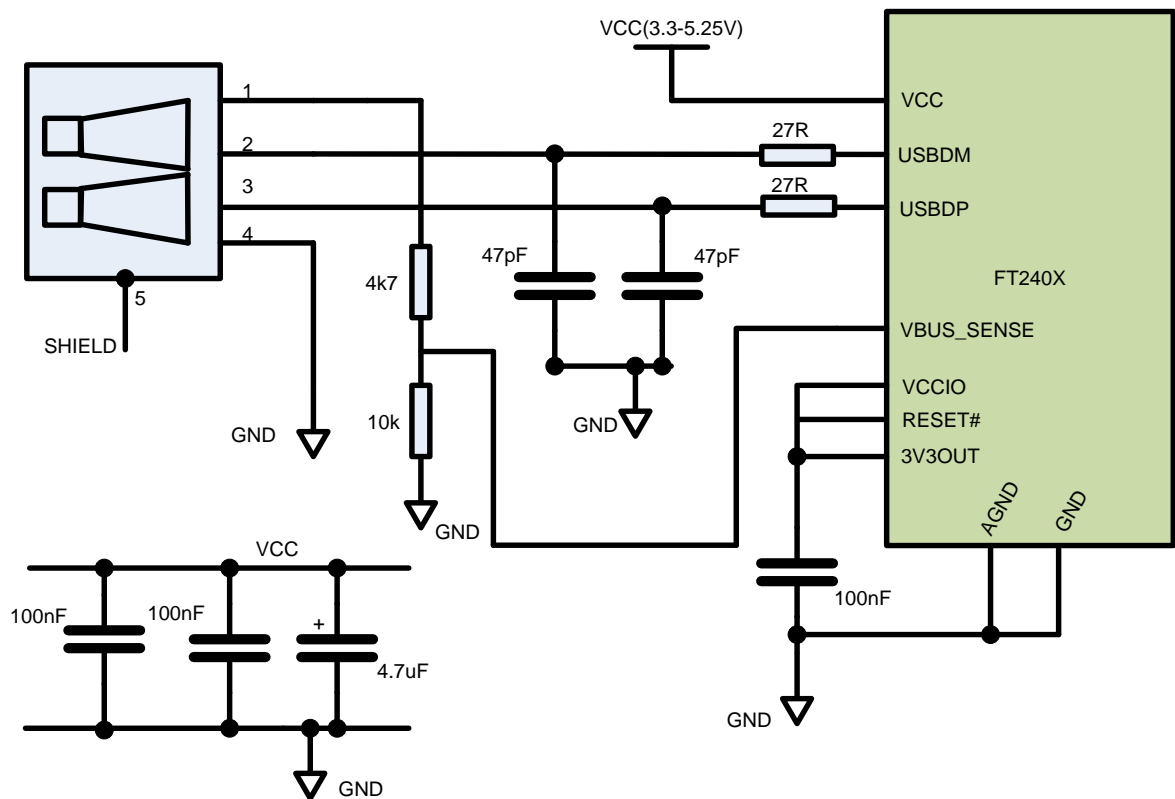 VCC(3.3-5.25V)
1
VCC
27R
2
USBDM
27R
3
USBDP
4
47pF
47pF
4k7
FT240X
5
VBUS_SENSE
SHIELD
VCCIO
10k
RESET#
GND
GND
3V3OUT
AGND
GND
GND
VCC
100nF
100nF
100nF
+
4.7uF
GND
GND